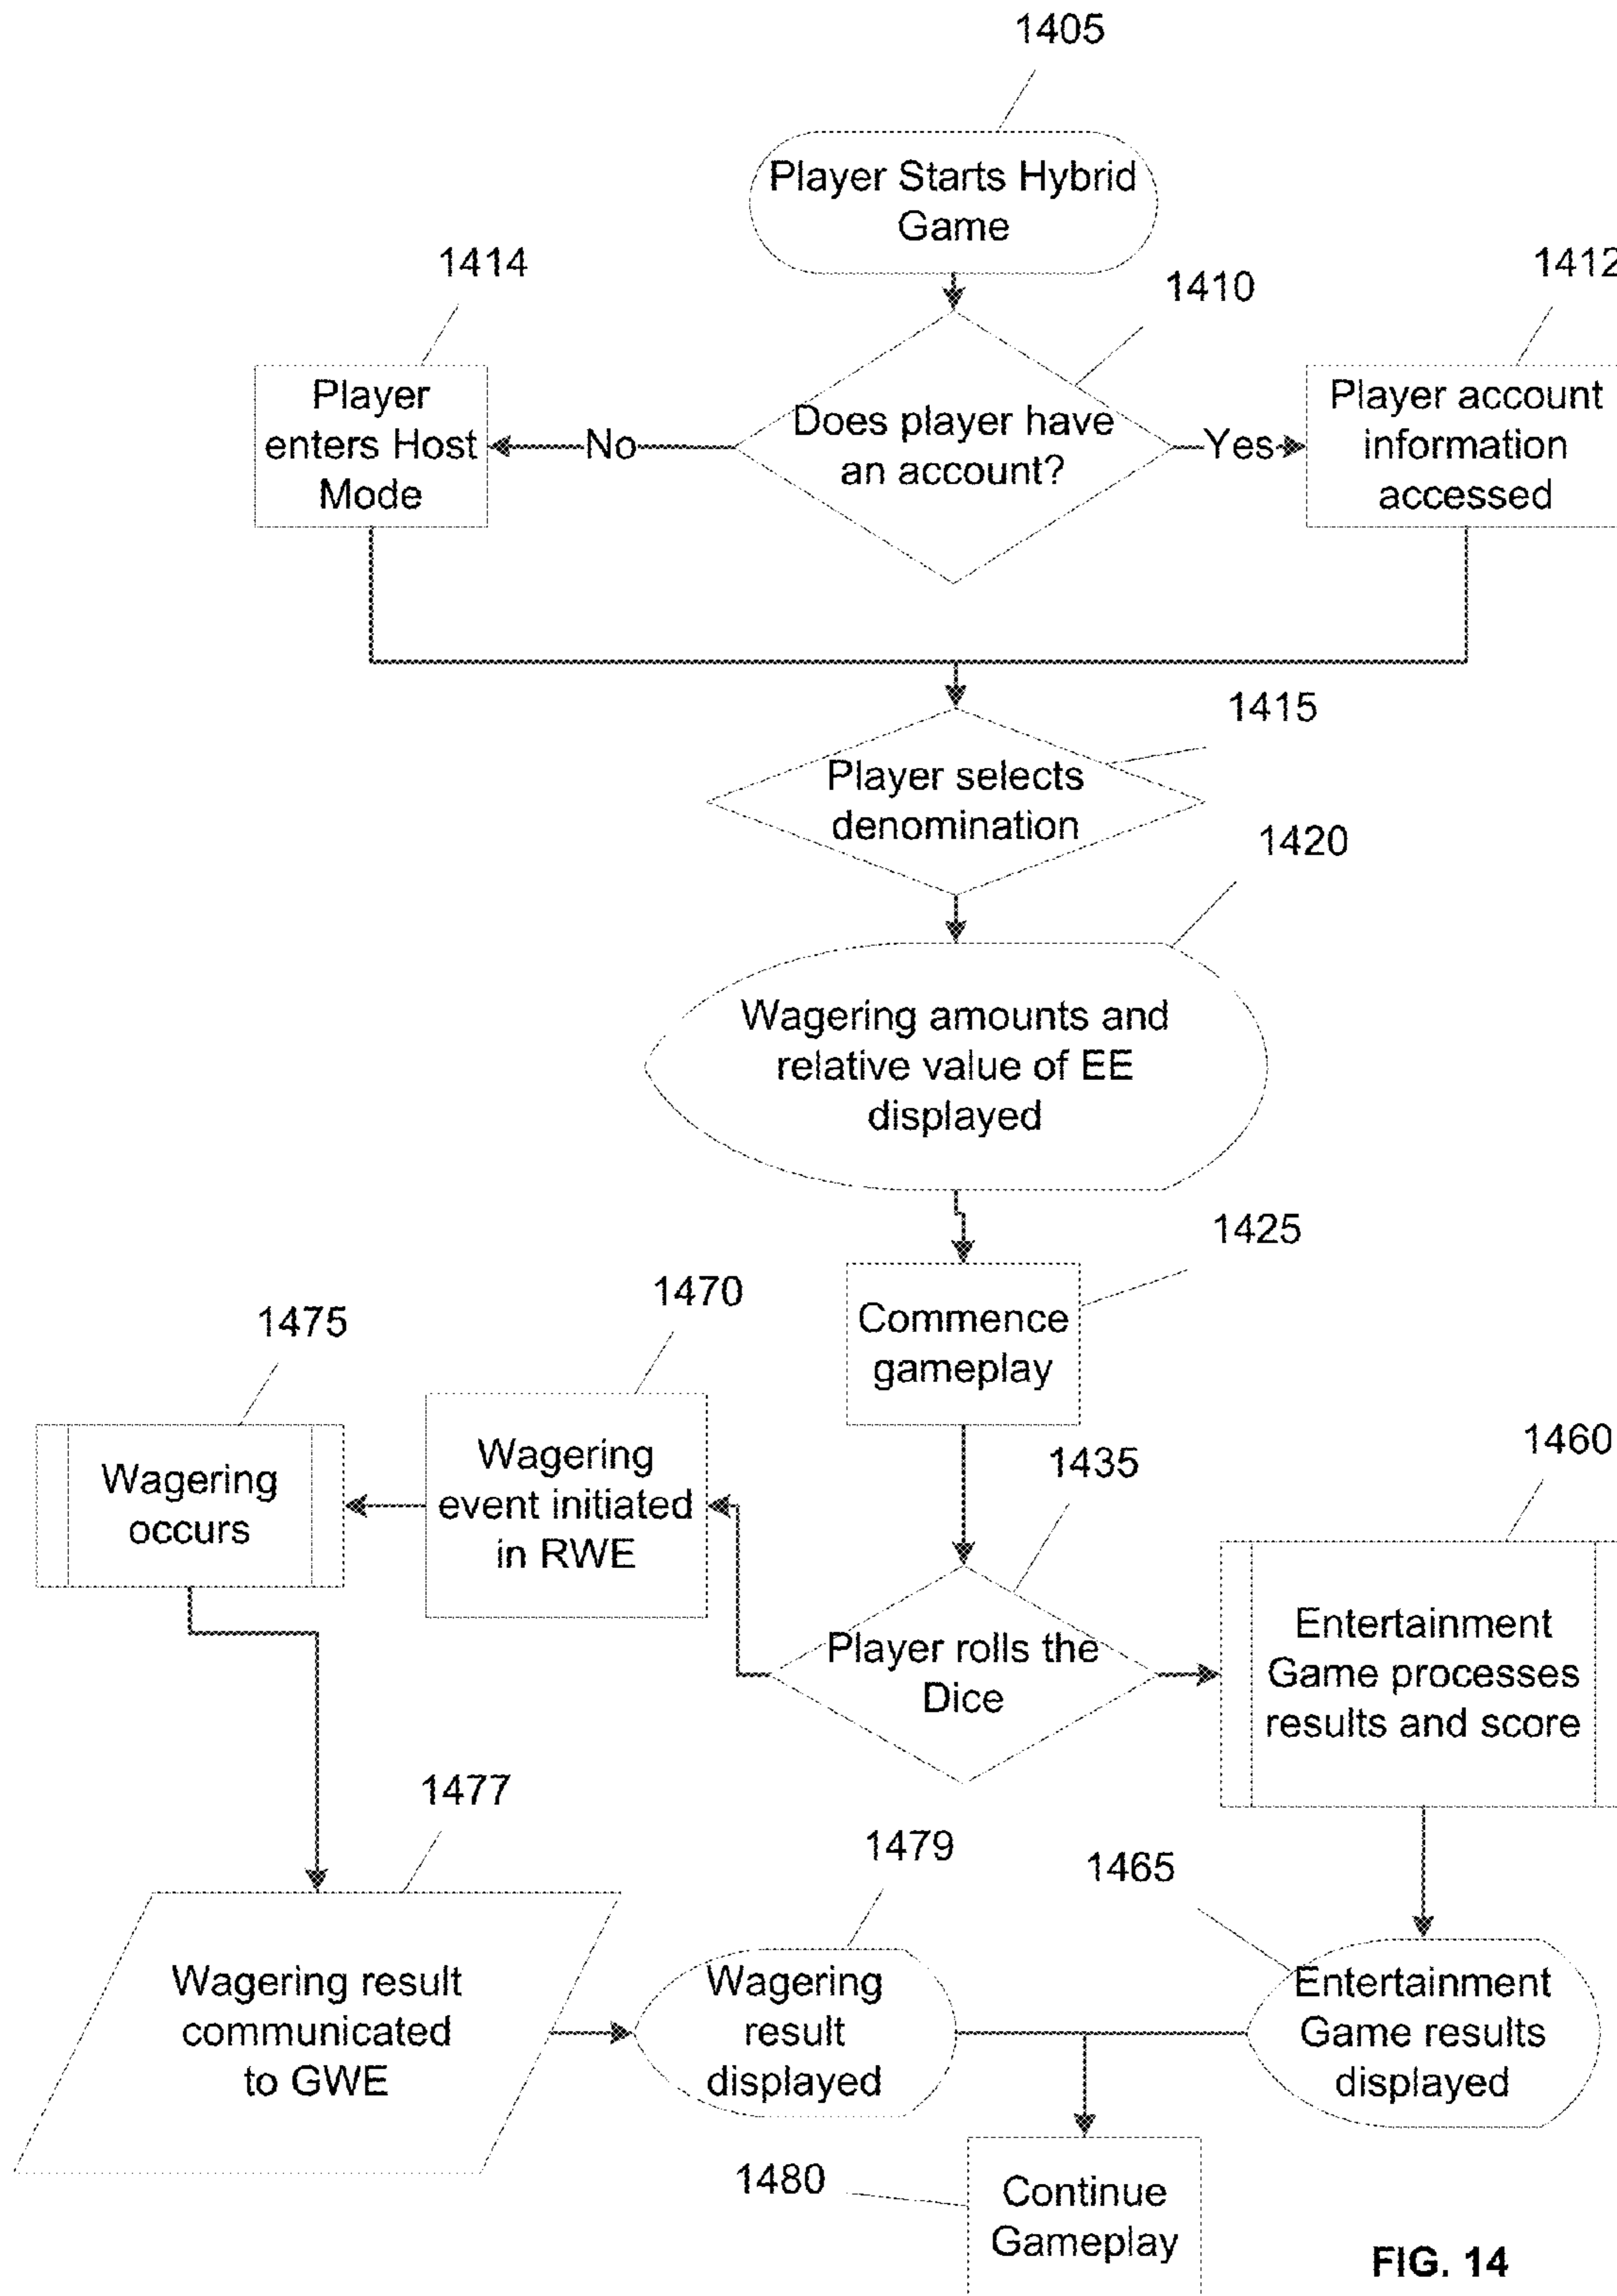 1405
Player Starts Hybrid
Game
1414
1410
1412
Player
enters Host
Mode
No
Does player have
an account?
Yes
Player account
information
accessed
1415
Player selects
denomination
1420
Wagering amounts and
relative value of EE
displayed
1425
Commence
gameplay
1475
1470
1435
1460
Wagering
occurs
Wagering
event initiated
in RWE
Player rolls the
Dice
Entertainment
Game processes
results and score
1477
1479
1465
Wagering result
communicated
to GWE
Wagering
result
displayed
Entertainment
Game results
displayed
1480
Continue
Gameplay
FIG. 14